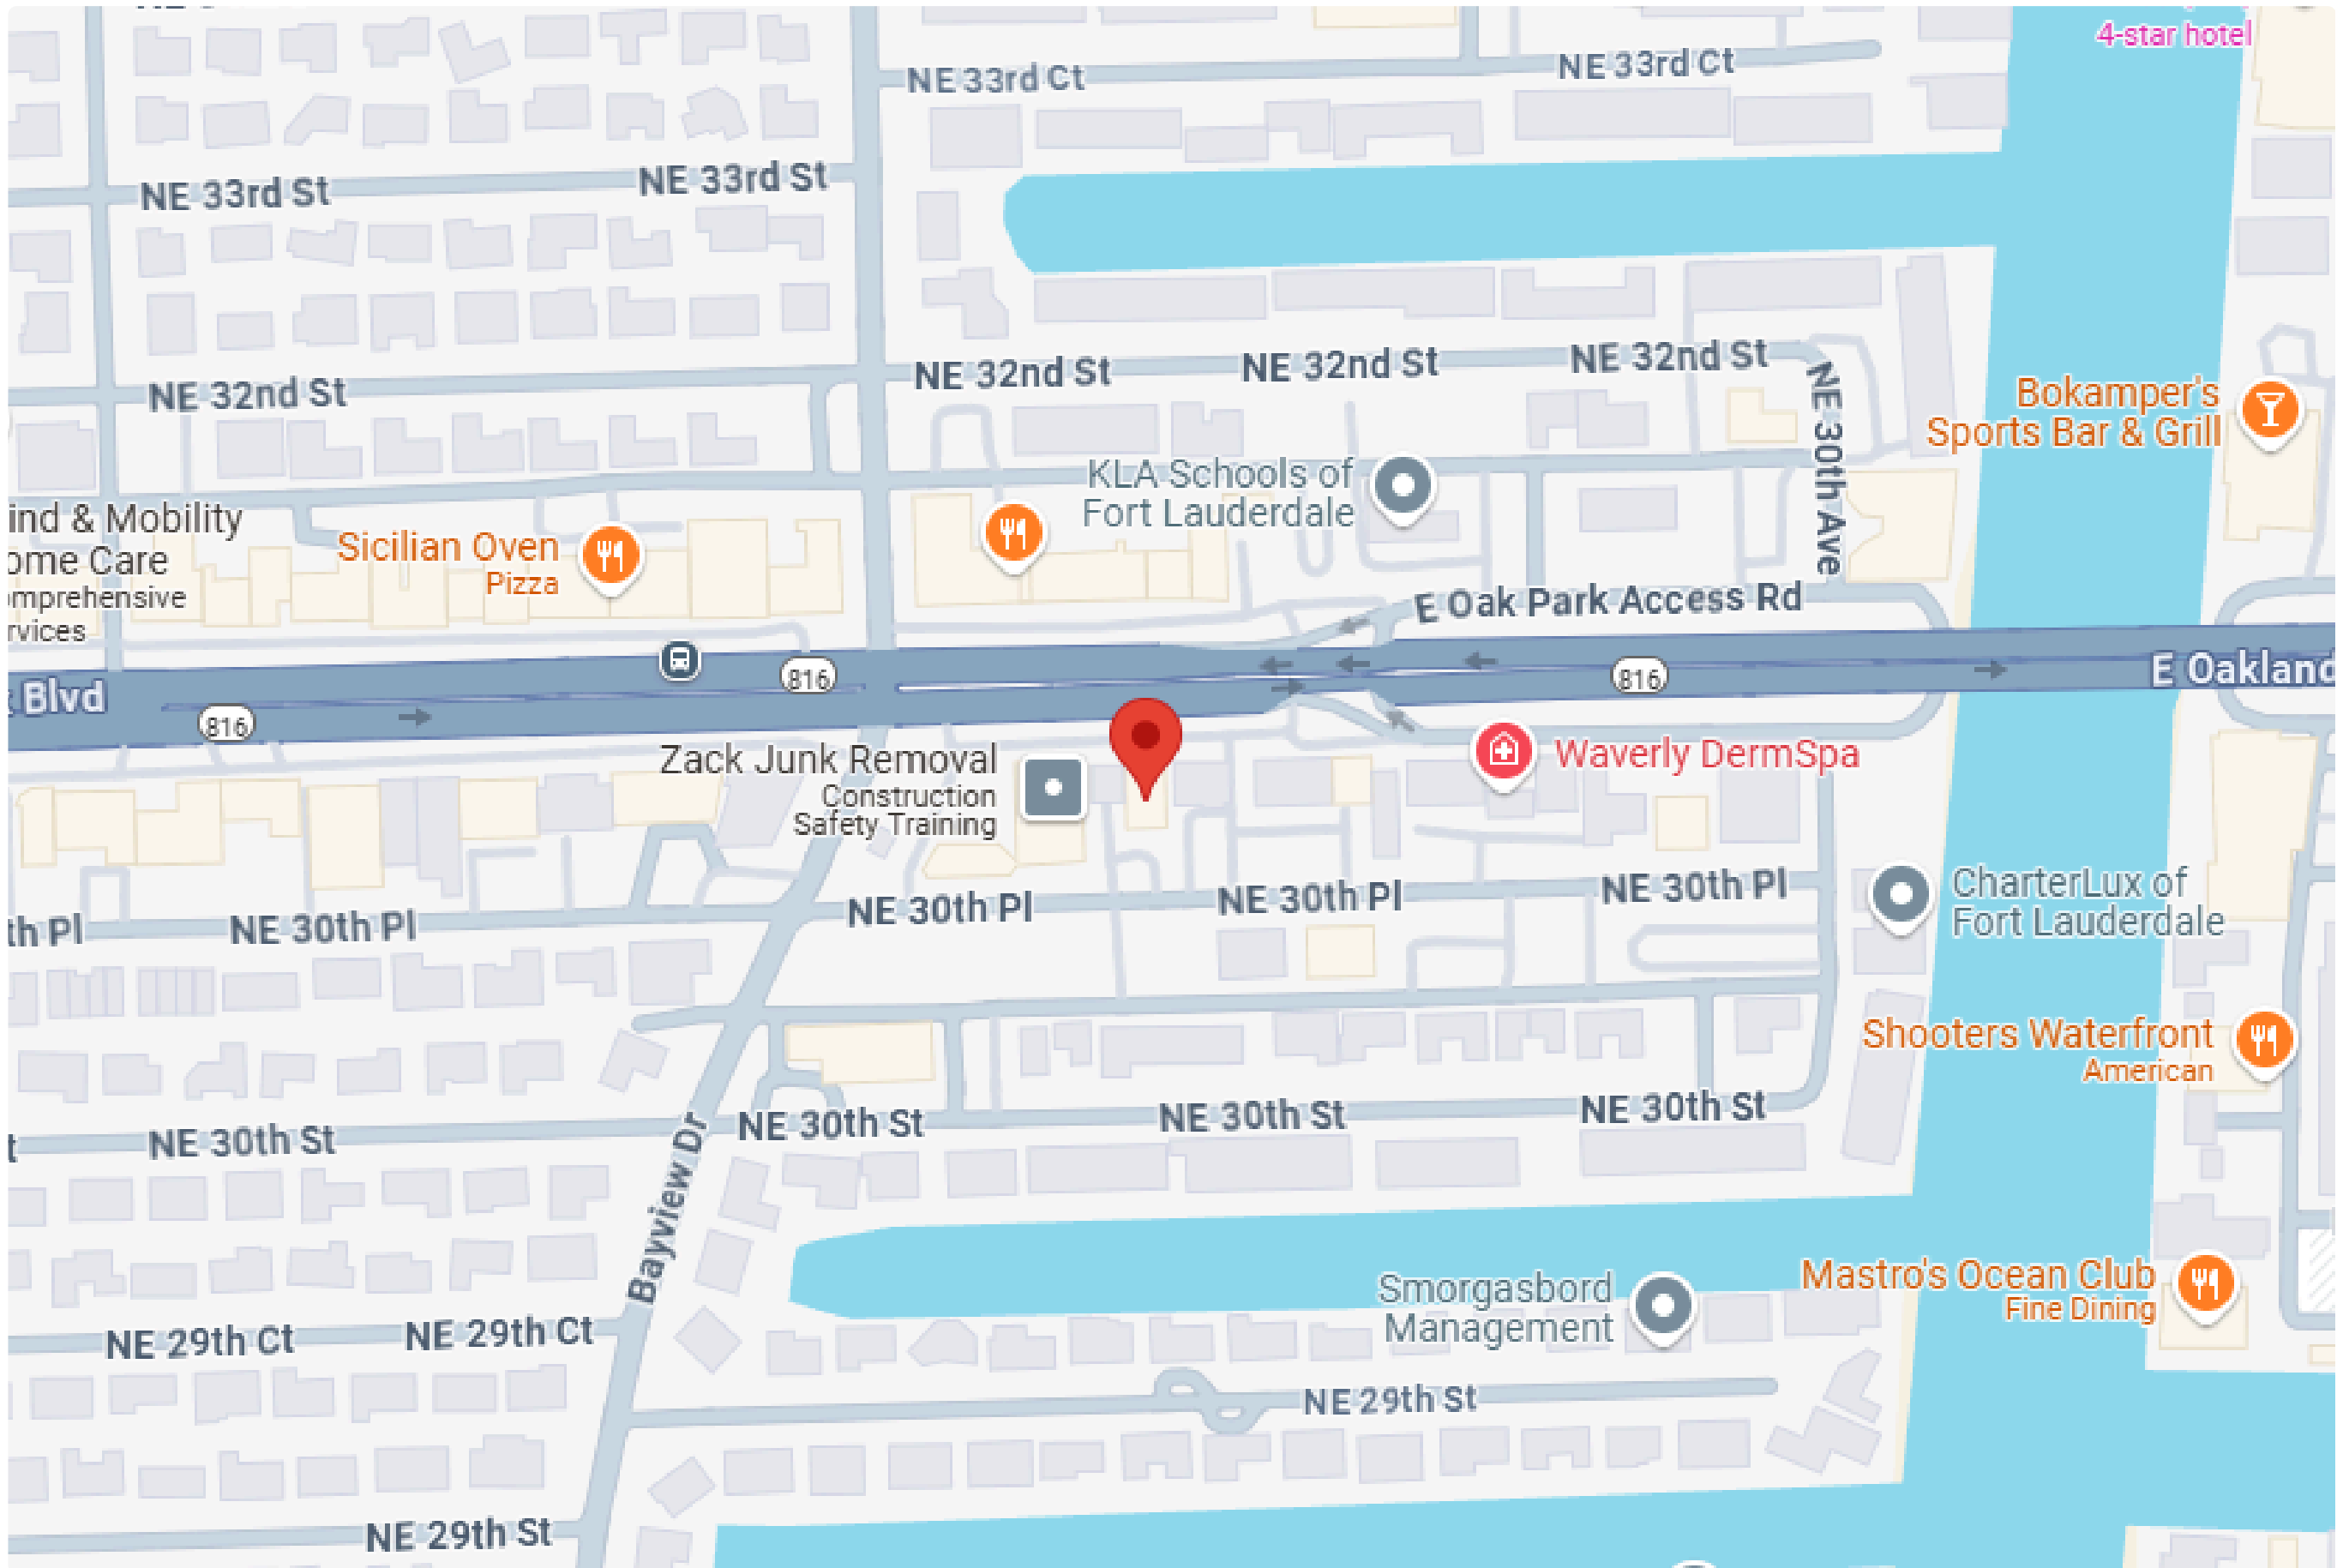 4-star hotel
NE 33rd Ct
NE 33rd Ct
NE 33rd St
NE 33rd St
NE 32nd St
NE 32nd St
NE 32nd St
NE 32nd St
NE 30th Ave
Bokamper's
Sports Bar & Grill
KLA Schools of
Fort Lauderdale
ind & Mobility
ome Care
omprehensive
rvices
Sicilian Oven
Pizza
E Oak Park Access Rd
816
816
816
Blvd
E Oakland
Zack Junk Removal
Construction
Safety Training
Waverly DermSpa
th Pl
NE 30th Pl
NE 30th Pl
NE 30th Pl
NE 30th Pl
CharterLux of
Fort Lauderdale
Shooters Waterfront
American
t
NE 30th St
NE 30th St
NE 30th St
NE 30th St
Bayview Dr
Smorgasbord
Management
Mastro's Ocean Club
Fine Dining
NE 29th Ct
NE 29th Ct
NE 29th St
NE 29th St